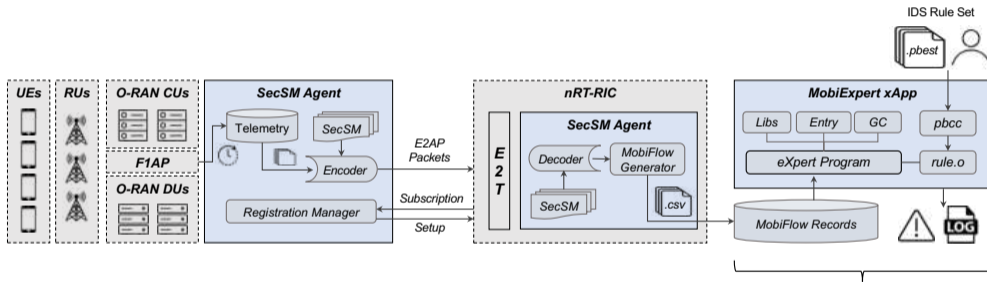 IDS Rule Set
.pbest
UEs
RUs
O-RAN CUs
F1AP
O-RAN DUs
SecSM Agent
Telemetry
SecSM
Encoder
Registration Manager
E2AP
Packets
Subscription
Setup
nRT-RIC
E
2
T
SecSM Agent
Decoder
MobiFlow
Generator
SecSM
.csv
MobiExpert xApp
Libs
Entry
GC
pbcc
eXpert Program
rule.o
MobiFlow Records
LOG